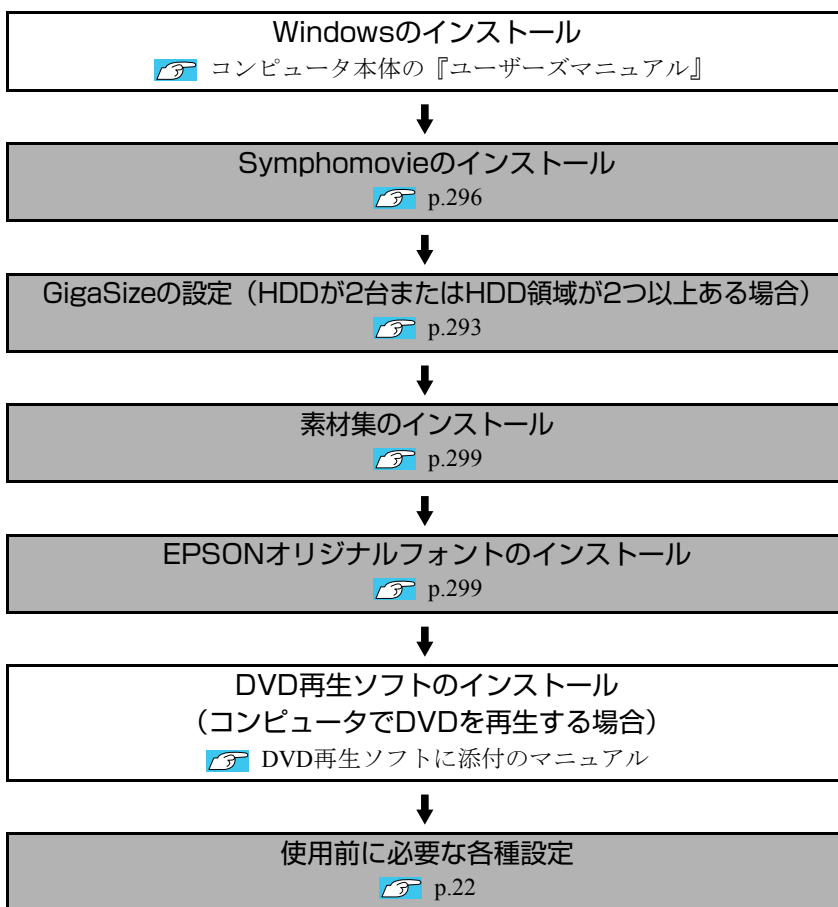 Windowsのインストール
コンピュータ本体の『ユーザーズマニュアル』
Symphomovieのインストール
p.296
GigaSizeの設定（HDDが2台またはHDD領域が2つ以上ある場合）
p.293
素材集のインストール
p.299
EPSONオリジナルフォントのインストール
p.299
DVD再生ソフトのインストール
（コンピュータでDVDを再生する場合）
DVD再生ソフトに添付のマニュアル
使用前に必要な各種設定
p.22